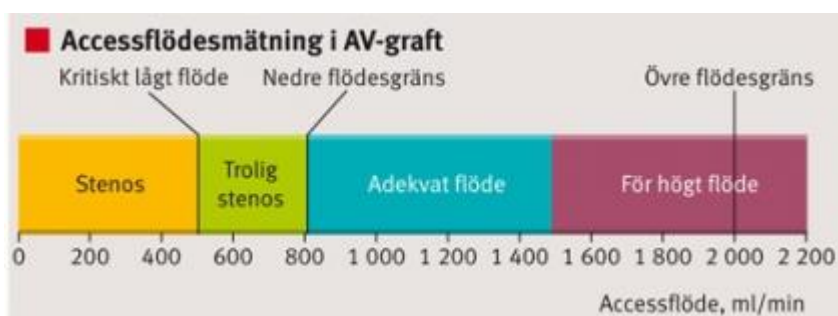 Accessflödesmätning i AV-graft
Kritiskt lågt flöde Nedre flödesgräns Övre flödesgräns
Stenos
Trolig
stenos
Adekvat flöde
För högt flöde
0 200 400 600 800 1 000 1 200 1 400 1 600 1 800 2 000 2 200
Accessflöde, ml/min